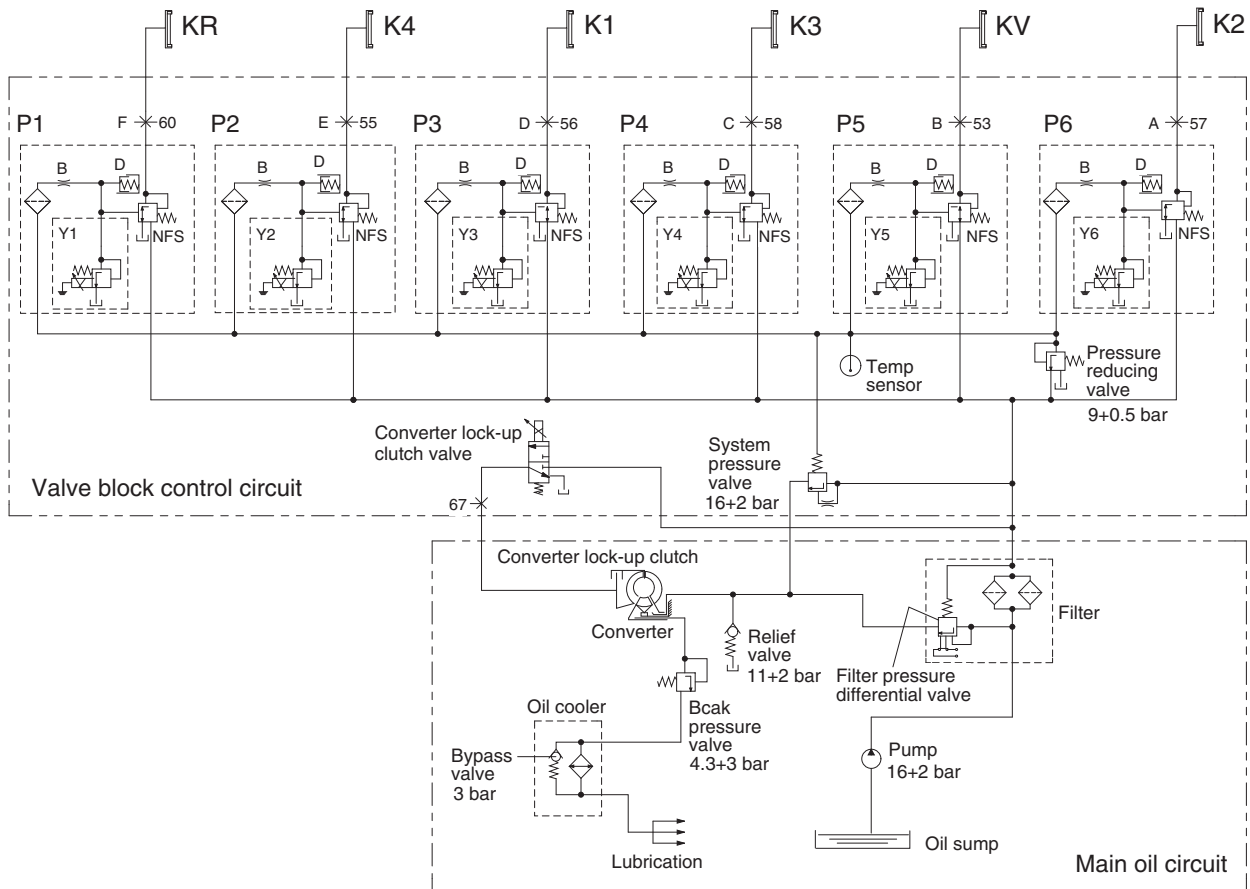 KR
K4
K1
K3
KV
K2
P1
F
60
P2
E
55
P3
D
56
P4
C
58
P5
B
53
P6
A
57
B
D
B
D
B
D
B
D
B
D
B
D
Y1
NFS
Y2
NFS
Y3
NFS
Y4
NFS
Y5
NFS
Y6
NFS
Temp
sensor
Pressure
reducing
valve
9+0.5 bar
Converter lock-up
clutch valve
System
pressure
valve
16+2 bar
Valve block control circuit
67
Converter lock-up clutch
Converter
Filter
Relief
valve
11+2 bar
Filter pressure
differential valve
Oil cooler
Bcak
pressure
valve
4.3+3 bar
Bypass
valve
3 bar
Pump
16+2 bar
Lubrication
Oil sump
Main oil circuit